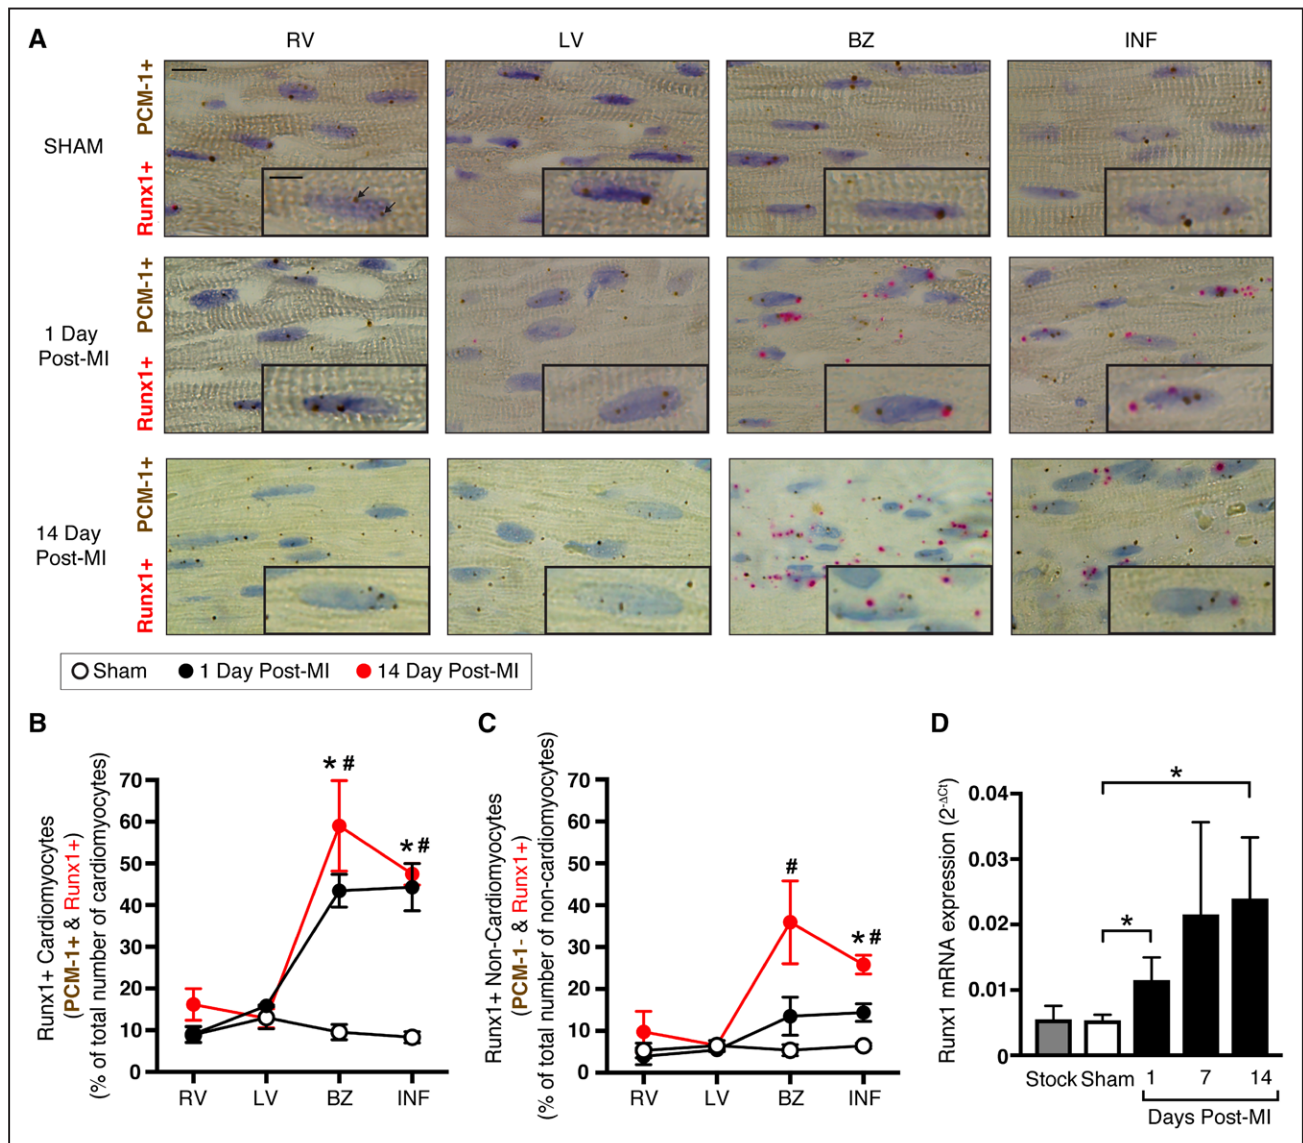 A
RV
LV
BZ
INF
SHAM
PCM-1+
Runx1+
1 Day
Post-MI
PCM-1+
Runx1+
14 Day
Post-MI
PCM-1+
Runx1+
Sham
1 Day Post-MI
14 Day Post-MI
B
Runx1+ Cardiomyocytes
(PCM-1+ & Runx1+)
(% of total number of cardiomyocytes)
70
60
50
40
30
20
10
0
* #
* #
RV
LV
BZ
INF
C
Runx1+ Non-Cardiomyocytes
(PCM-1- & Runx1+)
(% of total number of non-cardiomyocytes)
70
60
50
40
30
20
10
0
#
* #
RV
LV
BZ
INF
D
Runx1 mRNA expression (2-ΔCt)
0.04
0.03
0.02
0.01
0
*
*
Stock
Sham
1
7
14
Days Post-MI